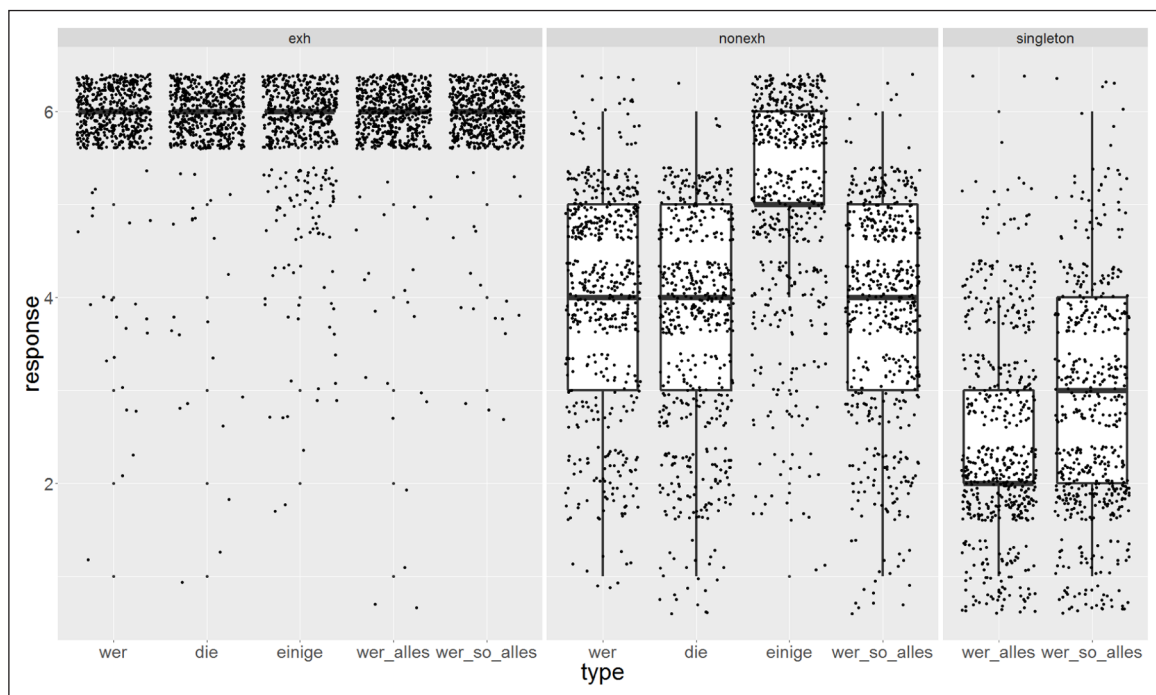 exh nonexh singleton
6
4
2
response
wer die einige wer_alles wer_so_alles wer die einige wer_so_alles wer_alles wer_so_alles
type